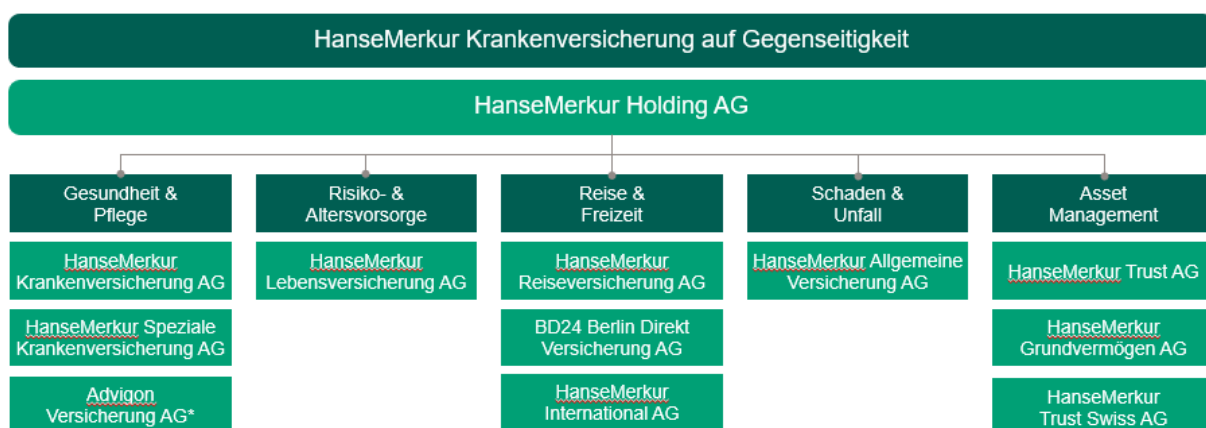 HanseMerkur Krankenversicherung auf Gegenseitigkeit
HanseMerkur Holding AG
Gesundheit &
Pflege
Risiko- &
Altersvorsorge
Reise &
Freizeit
Schaden &
Unfall
Asset
Management
HanseMerkur
Krankenversicherung AG
HanseMerkur
Lebensversicherung AG
HanseMerkur
Reiseversicherung AG
HanseMerkur Allgemeine
Versicherung AG
HanseMerkur Trust AG
HanseMerkur Speziale
Krankenversicherung AG
BD24 Berlin Direkt
Versicherung AG
HanseMerkur
Grundvermögen AG
Advigon
Versicherung AG*
HanseMerkur
International AG
HanseMerkur
Trust Swiss AG